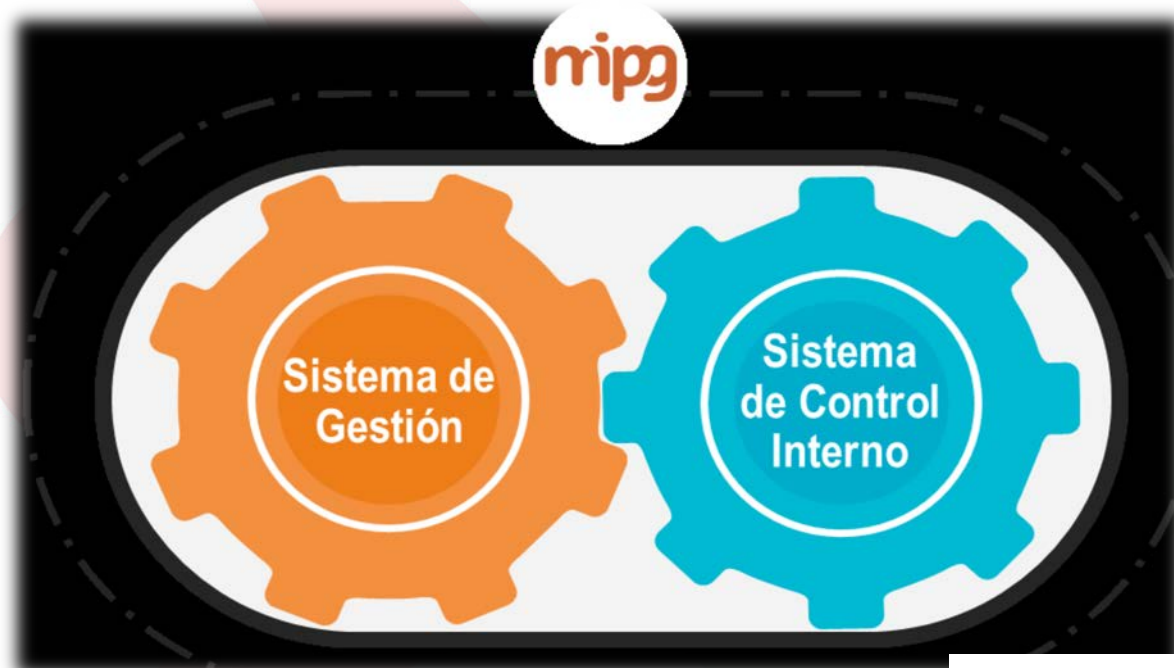 mipg
Sistema de
Gestión
Sistema
de Control
Interno